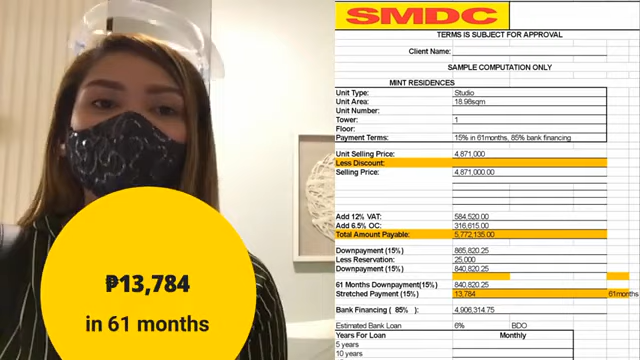 ₱13,784
in 61 months
SMDC
TERMS IS SUBJECT FOR APPROVAL
Client Name:
SAMPLE COMPUTATION ONLY
MINT RESIDENCES
Unit Type: Studio
Unit Area: 18.98sqm
Unit Number:
Tower: 1
Floor:
Payment Terms: 15% in 61months, 85% bank financing
Unit Selling Price: 4,871,000
Less Discount:
Selling Price: 4,871,000.00
Add 12% VAT: 584,520.00
Add 6.5% OC: 316,615.00
Total Amount Payable: 5,772,135.00
Downpayment (15%) 865,820.25
Less Reservation: 25,000
Downpayment (15%) 840,820.25
61 Months Downpayment(15%) 840,820.25
Stretched Payment (15%) 13,784 61months
Bank Financing ( 85%) 4,906,314.75
Estimated Bank Loan 6% BDO
Years For Loan Monthly
5 years
10 years